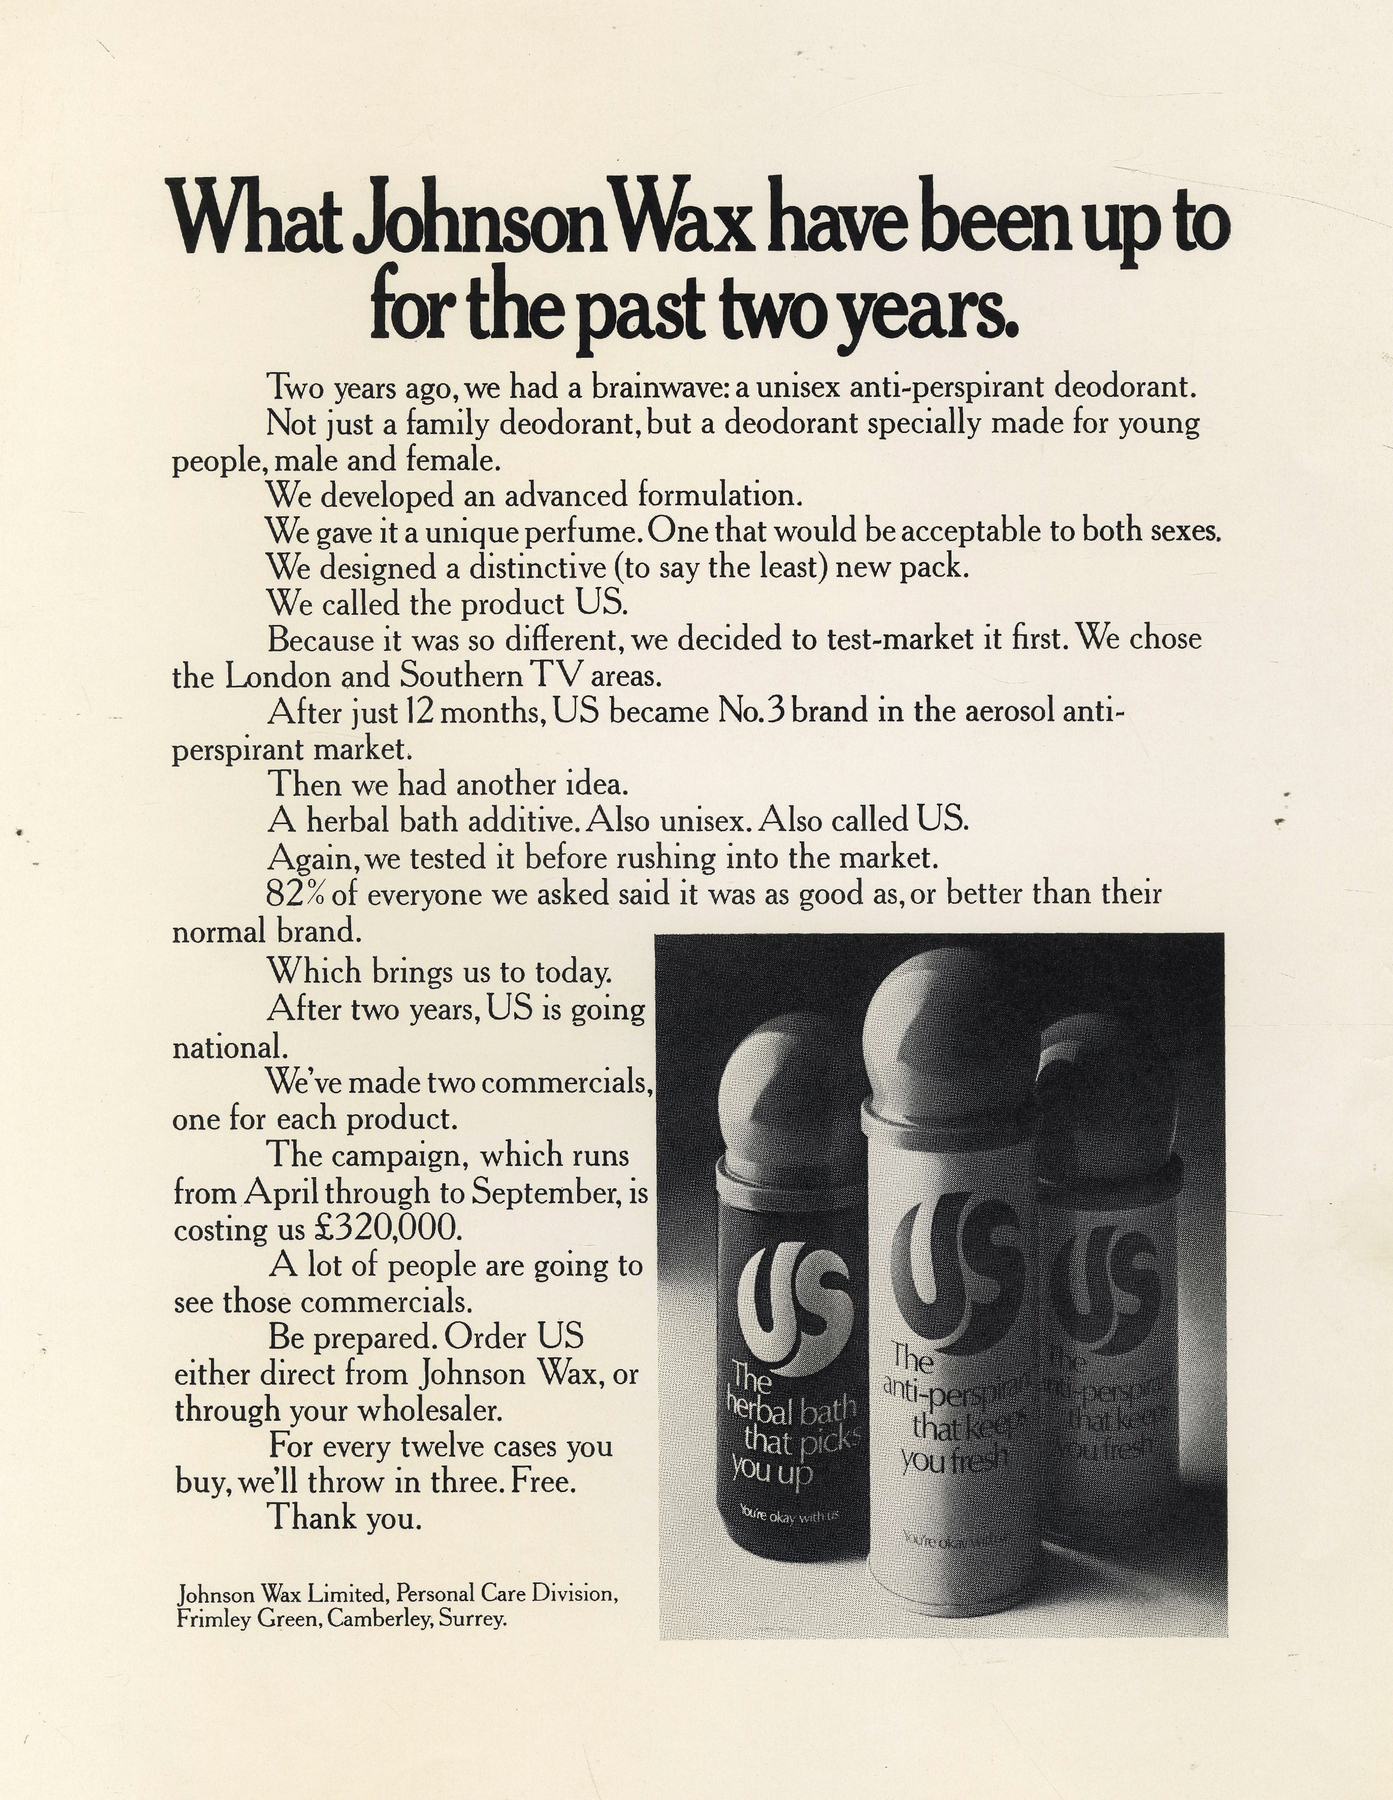 What Johnson Wax have been up to
for the past two years.
Two years ago, we had a brainwave: a unisex anti-perspirant deodorant.
Not just a family deodorant, but a deodorant specially made for young
people, male and female.
We developed an advanced formulation.
We gave it a unique perfume. One that would be acceptable to both sexes.
We designed a distinctive (to say the least) new pack.
We called the product US.
Because it was so different, we decided to test-market it first. We chose
the London and Southern TV areas.
After just 12 months, US became No.3 brand in the aerosol anti-
perspirant market.
Then we had another idea.
A herbal bath additive. Also unisex. Also called US.
Again, we tested it before rushing into the market.
82% of everyone we asked said it was as good as, or better than their
normal brand.
Which brings us to today.
After two years, US is going
national.
We've made two commercials,
one for each product.
The campaign, which runs
from April through to September, is
costing us £320,000.
A lot of people are going to
see those commercials.
Be prepared. Order US
either direct from Johnson Wax, or
through your wholesaler.
For every twelve cases you
buy, we'll throw in three. Free.
Thank you.
Johnson Wax Limited, Personal Care Division,
Frimley Green, Camberley, Surrey.
US
The
herbal bath
that picks
you up
You're okay with us
US
The
anti-perspirant
that keeps
you fresh
You're okay with us
US
The
anti-perspirant
that keeps
you fresh